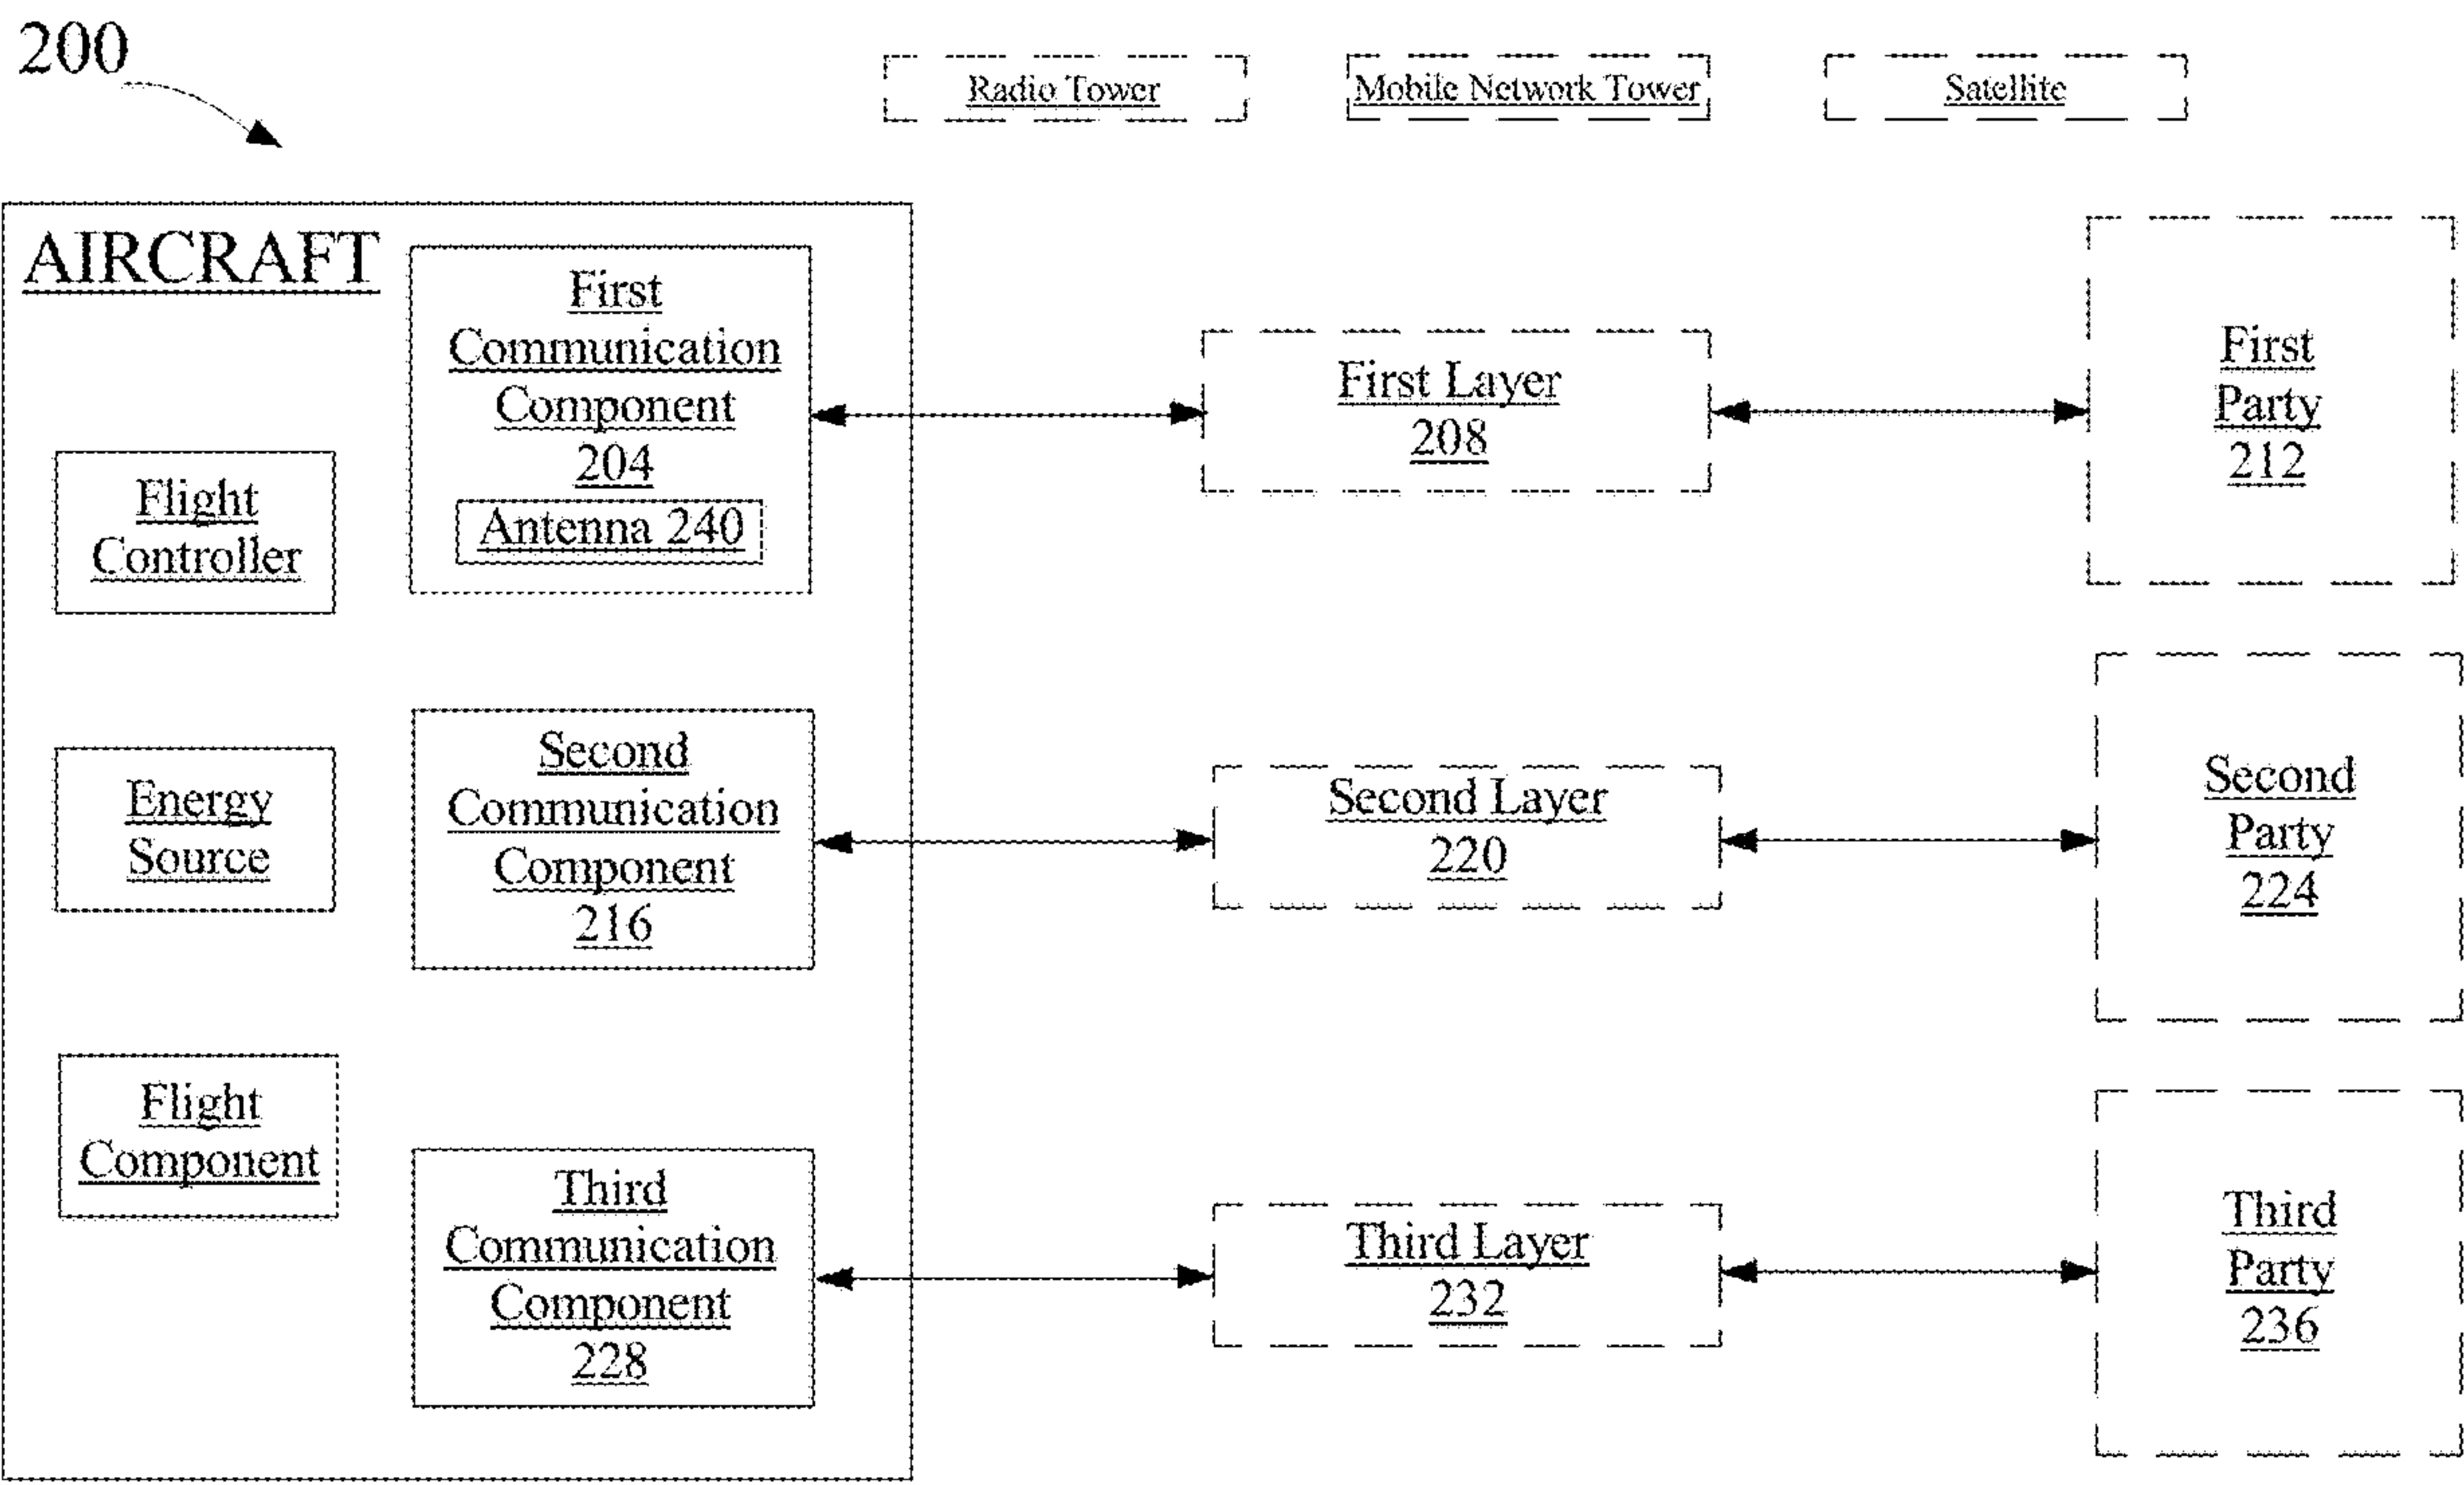 200
Radio Tower
Mobile Network Tower
Satellite
AIRCRAFT
Flight
Controller
Energy
Source
Flight
Component
First
Communication
Component
204
Antenna 240
Second
Communication
Component
216
Third
Communication
Component
228
First Layer
208
Second Layer
220
Third Layer
232
First
Party
212
Second
Party
224
Third
Party
236